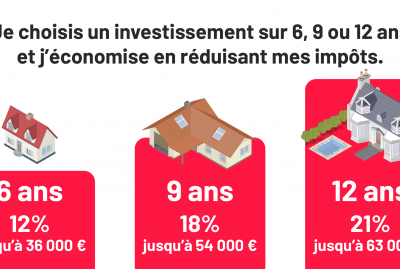 Je choisis un investissement sur 6, 9 ou 12 ans
et j’économise en réduisant mes impôts.
6 ans
9 ans
12 ans
12%
18%
21%
qu’à 36 000 €
jusqu’à 54 000 €
jusqu’à 63 00